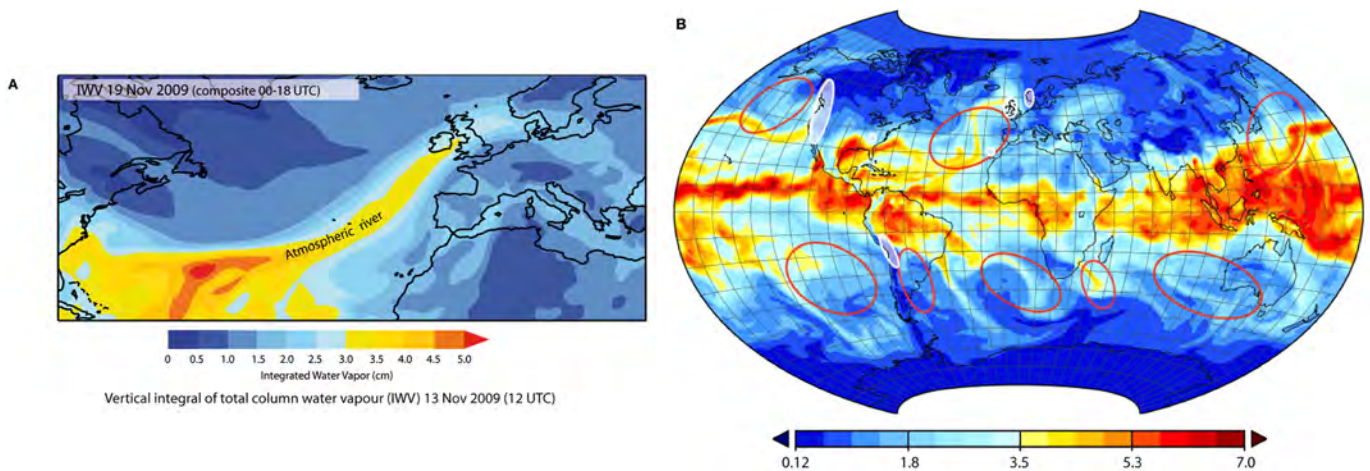 A
IWV 19 Nov 2009 (composite 00-18 UTC)
Atmospheric river
0 0.5 1.0 1.5 2.0 2.5 3.0 3.5 4.0 4.5 5.0
Integrated Water Vapor (cm)
Vertical integral of total column water vapour (IWV) 13 Nov 2009 (12 UTC)
B
0.12 1.8 3.5 5.3 7.0